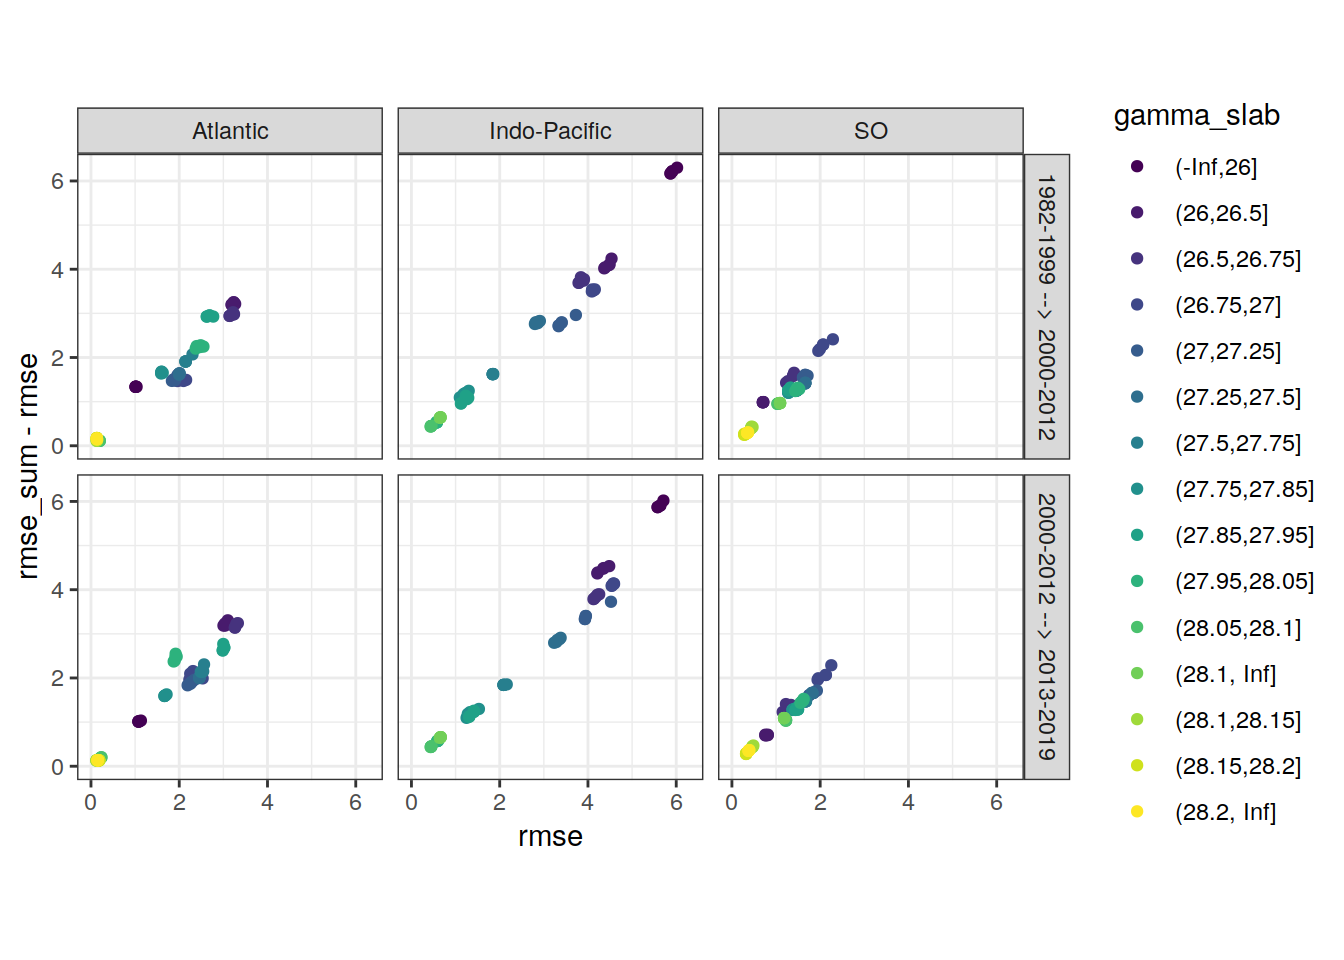 Atlantic
Indo-Pacific
SO
6
4
2
0
1982-1999 --> 2000-2012
6
4
2
0
2000-2012 --> 2013-2019
0
2
4
6
0
2
4
6
0
2
4
6
rmse
rmse_sum - rmse
gamma_slab
(-Inf,26]
(26,26.5]
(26.5,26.75]
(26.75,27]
(27,27.25]
(27.25,27.5]
(27.5,27.75]
(27.75,27.85]
(27.85,27.95]
(27.95,28.05]
(28.05,28.1]
(28.1, Inf]
(28.1,28.15]
(28.15,28.2]
(28.2, Inf]